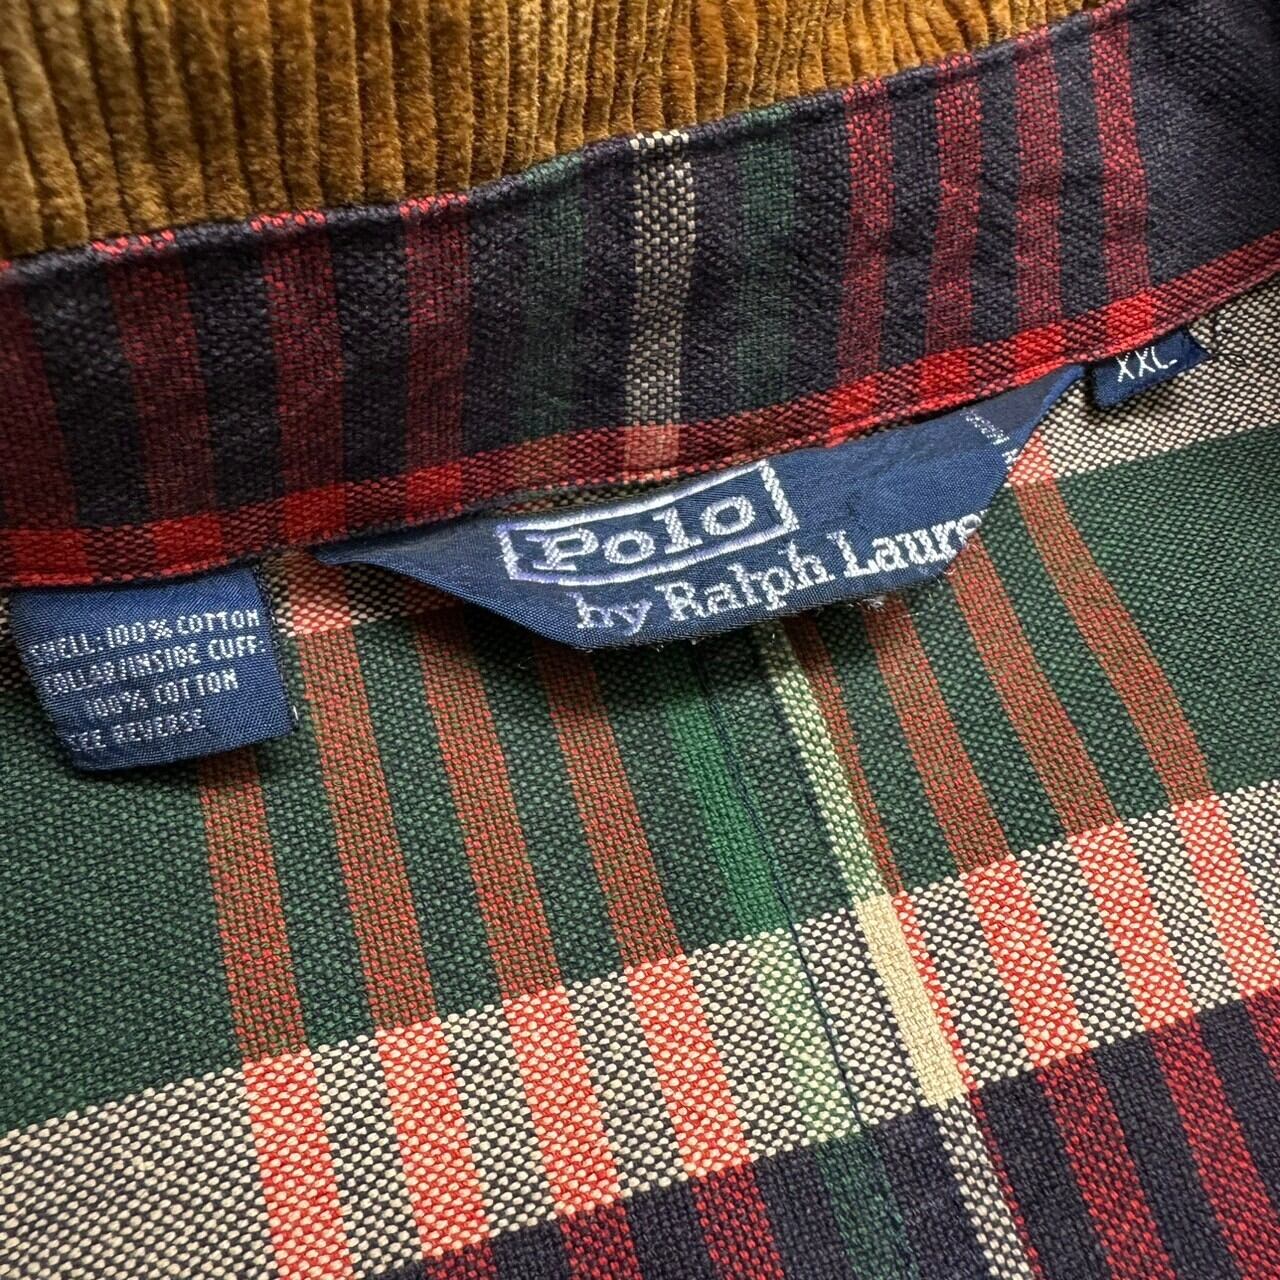 Polo
by Ralph Lauren
XXL
SHELL: 100% COTTON
COLLAR/INSIDE CUFF:
100% COTTON
SEE REVERSE